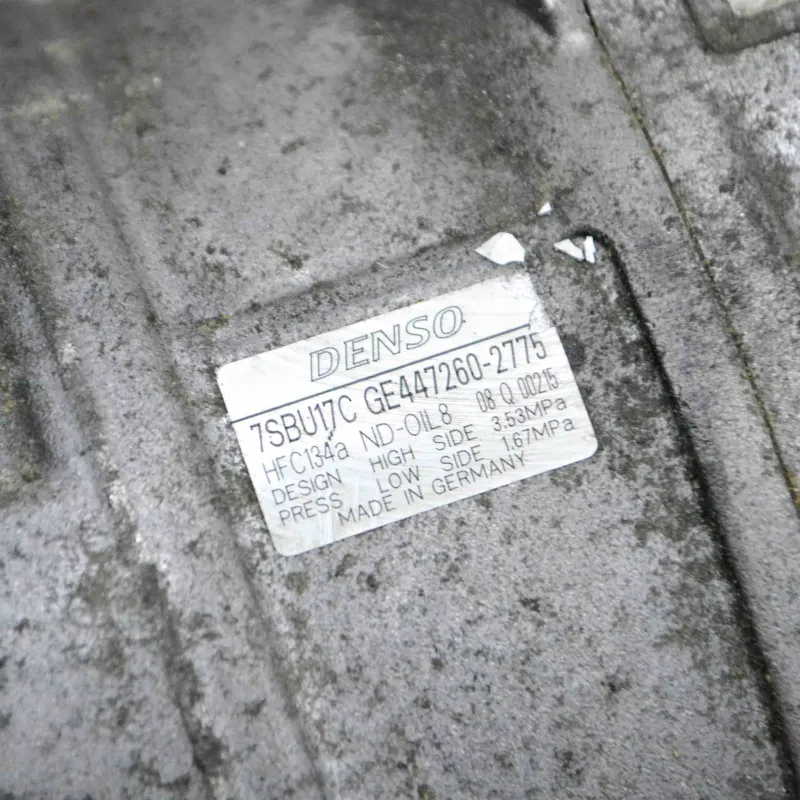 DENSO
7SBU17C GE447260-2775
HFC134a ND-OIL8 08 Q 00215
DESIGN HIGH SIDE 3.53MPa
PRESS LOW SIDE 1.67MPa
MADE IN GERMANY